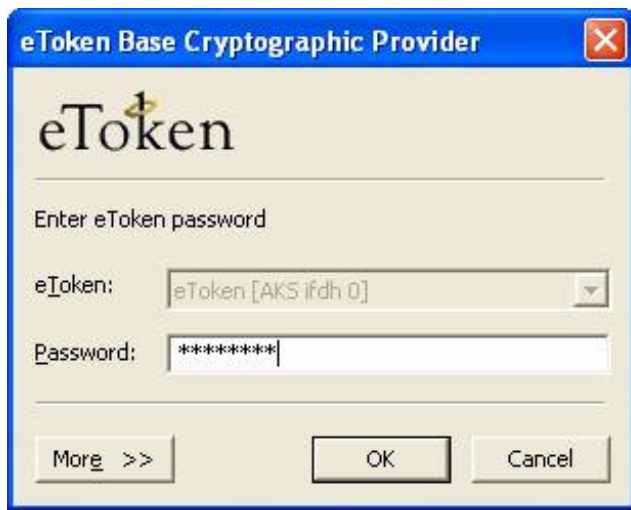 eToken Base Cryptographic Provider
eToken
Enter eToken password
eToken: eToken [AKS ifdh 0]
Password: ********
More >> OK Cancel